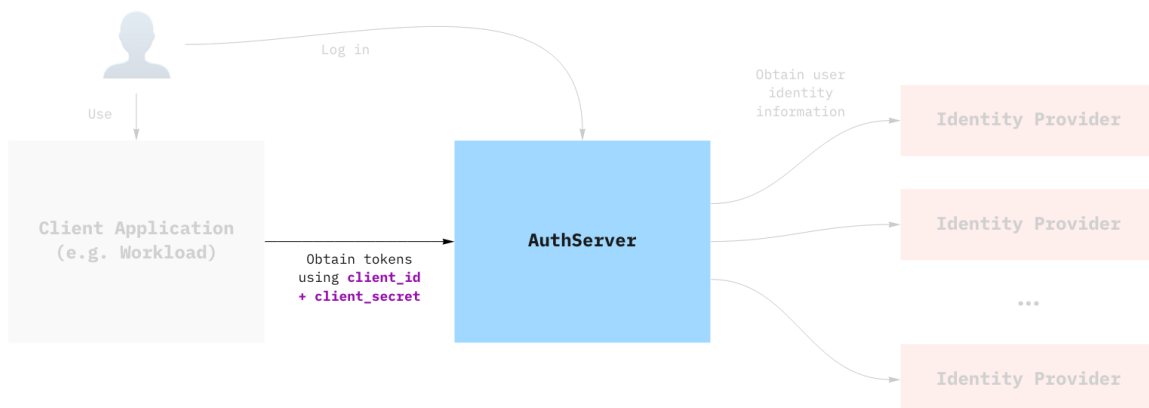 Log in
Use
Obtain user
identity
information
Identity Provider
Client Application
(e.g. Workload)
Obtain tokens
using client_id
+ client_secret
AuthServer
Identity Provider
...
Identity Provider